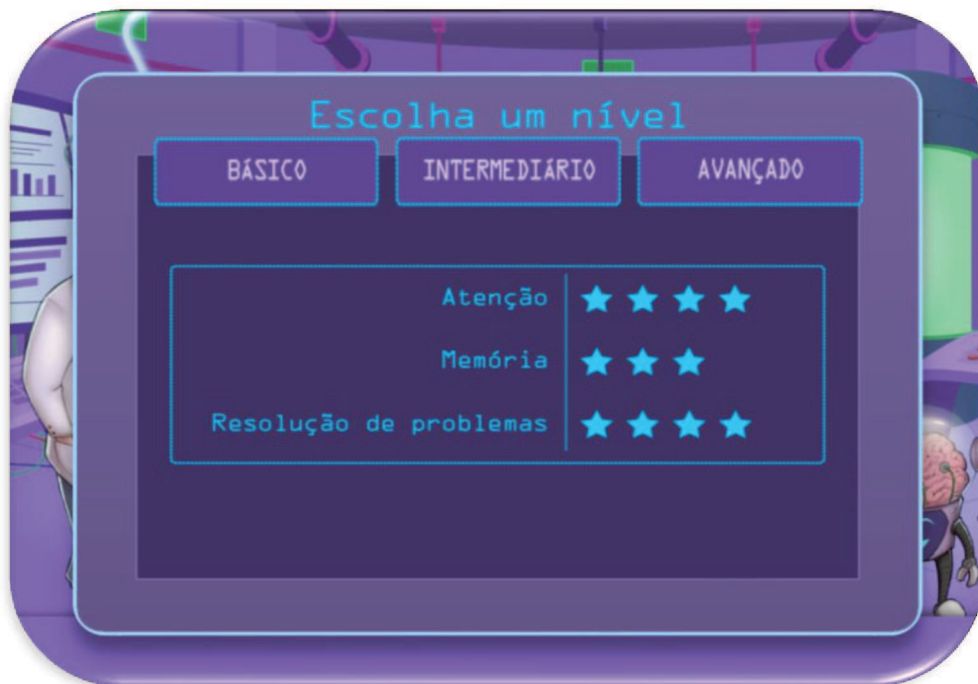 Escolha um nível
BÁSICO INTERMEDIÁRIO AVANÇADO
Atenção
Memória
Resolução de problemas